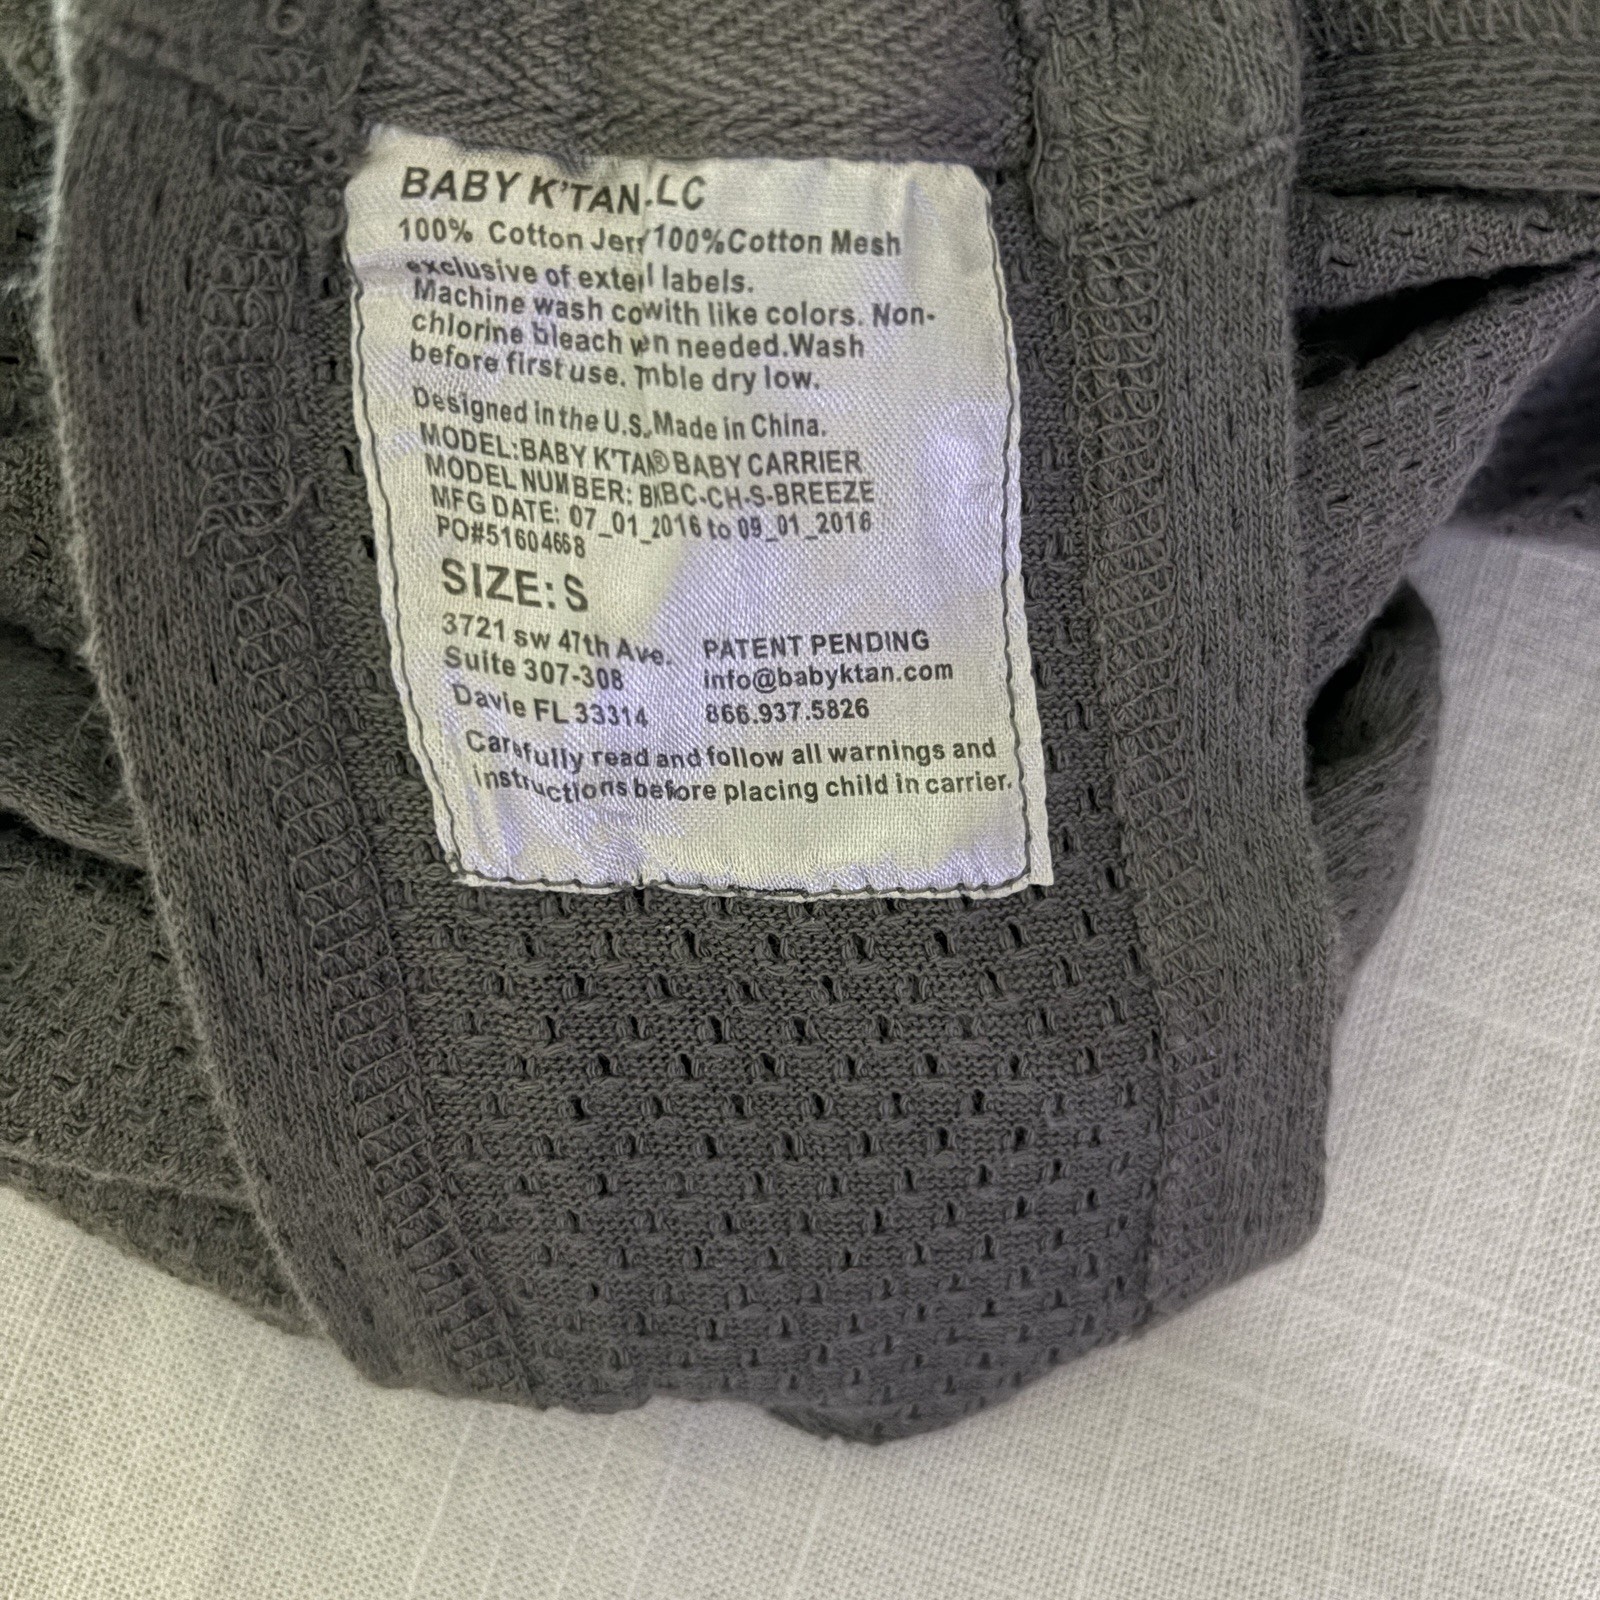 BABY K'TAN, LC
100% Cotton Jer 100%Cotton Mesh
exclusive of exte l labels.
Machine wash co with like colors. Non-
chlorine bleach w n needed.Wash
before first use. mble dry low.
Designed in the U.S. Made in China.
MODEL:BABY K'TAN® BABY CARRIER
MODEL NUMBER: BKBC-CH-S-BREEZE
MFG DATE: 07_01_2016 to 09_01_2016
PO#51604668
SIZE: S
3721 sw 47th Ave.
Suite 307-308
Davie FL 33314
PATENT PENDING
info@babyktan.com
866.937.5826
Carefully read and follow all warnings and
instructions before placing child in carrier.